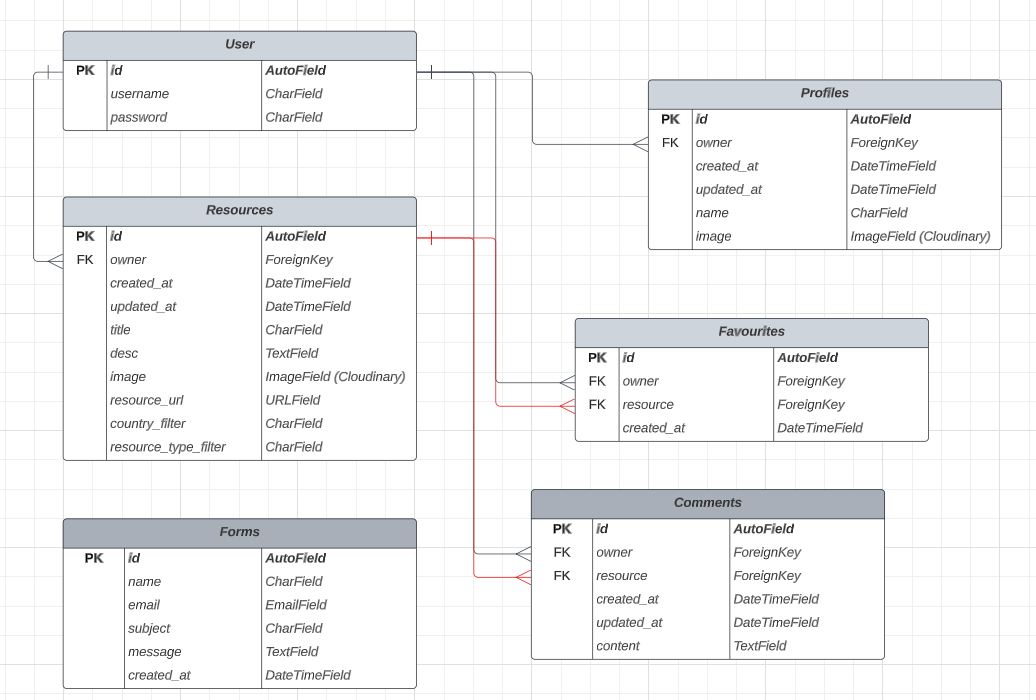 User
PK id AutoField
username CharField
password CharField
Profiles
PK id AutoField
FK owner ForeignKey
created_at DateTimeField
updated_at DateTimeField
name CharField
image ImageField (Cloudinary)
Resources
PK id AutoField
FK owner ForeignKey
created_at DateTimeField
updated_at DateTimeField
title CharField
desc TextField
image ImageField (Cloudinary)
resource_url URLField
country_filter CharField
resource_type_filter CharField
Favourites
PK id AutoField
FK owner ForeignKey
FK resource ForeignKey
created_at DateTimeField
Comments
PK id AutoField
FK owner ForeignKey
FK resource ForeignKey
created_at DateTimeField
updated_at DateTimeField
content TextField
Forms
PK id AutoField
name CharField
email EmailField
subject CharField
message TextField
created_at DateTimeField